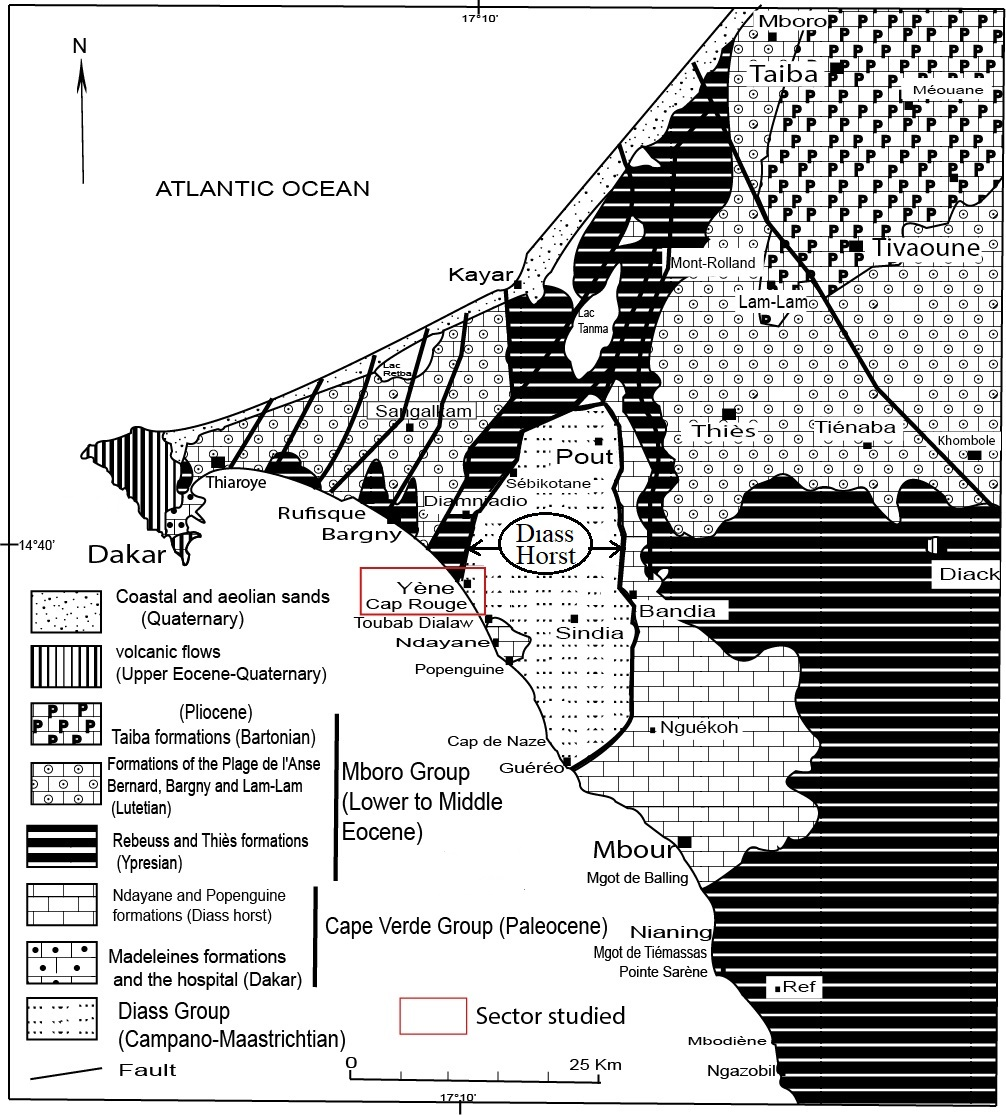 17°10'
N
Mboro
Taiba
Méouane
ATLANTIC OCEAN
Tivaoune
Mont-Rolland
Kayar
Lam-Lam
Lac
Tanma
Lac
Retba
Sangalkam
Thiès
Tiénaba
Khombole
Pout
Thiaroye
Sébikotane
Diamniadio
Rufisque
Bargny
Diass
Horst
14°40'
Dakar
Diack
Yène
Cap Rouge
Bandia
Toubab Dialaw
Sindia
Ndayane
Popenguine
Nguékoh
Cap de Naze
Guéréo
Mbour
Mgot de Balling
Nianing
Mgot de Tiémassas
Pointe Sarène
Ref
Mbodiène
Ngazobil
Coastal and aeolian sands
(Quaternary)
volcanic flows
(Upper Eocene-Quaternary)
P P
P P P
P P
(Pliocene)
Taiba formations (Bartonian)
Formations of the Plage de l'Anse
Bernard, Bargny and Lam-Lam
(Lutetian)
Rebeuss and Thiès formations
(Ypresian)
Mboro Group
(Lower to Middle
Eocene)
Ndayane and Popenguine
formations (Diass horst)
Madeleines formations
and the hospital (Dakar)
Cape Verde Group (Paleocene)
Diass Group
(Campano-Maastrichtian)
Fault
Sector studied
0 25 Km
17°10'